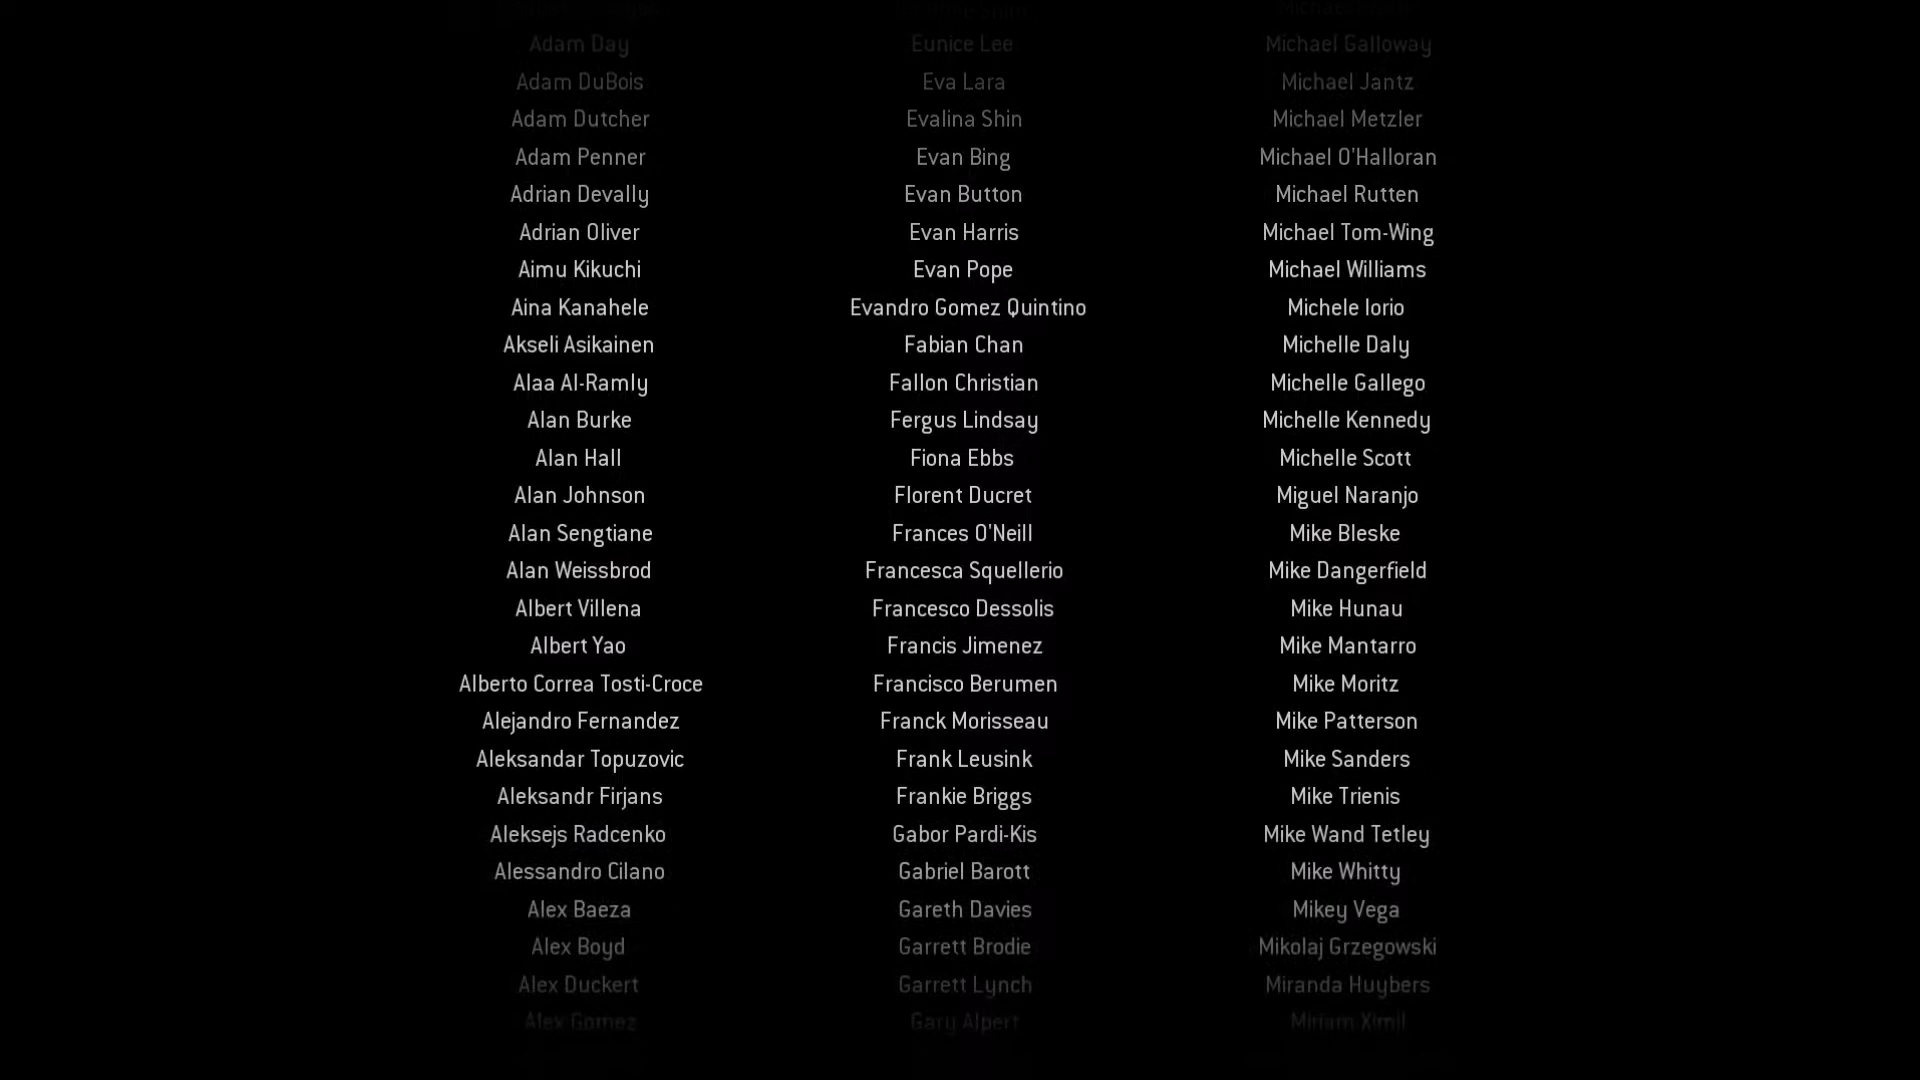 Adam Day
Adam DuBois
Adam Dutcher
Adam Penner
Adrian Devally
Adrian Oliver
Aimu Kikuchi
Aina Kanahele
Akseli Asikainen
Alaa Al-Ramly
Alan Burke
Alan Hall
Alan Johnson
Alan Sengtiane
Alan Weissbrod
Albert Villena
Albert Yao
Alberto Correa Tosti-Croce
Alejandro Fernandez
Aleksandar Topuzovic
Aleksandr Firjans
Aleksejs Radcenko
Alessandro Cilano
Alex Baeza
Alex Boyd
Alex Duckert
Alex Gomez
Eunice Lee
Eva Lara
Evalina Shin
Evan Bing
Evan Button
Evan Harris
Evan Pope
Evandro Gomez Quintino
Fabian Chan
Fallon Christian
Fergus Lindsay
Fiona Ebbs
Florent Ducret
Frances O'Neill
Francesca Squellerio
Francesco Dessolis
Francis Jimenez
Francisco Berumen
Franck Morisseau
Frank Leusink
Frankie Briggs
Gabor Pardi-Kis
Gabriel Barott
Gareth Davies
Garrett Brodie
Garrett Lynch
Gary Alpert
Michael
Michael Galloway
Michael Jantz
Michael Metzler
Michael O'Halloran
Michael Rutten
Michael Tom-Wing
Michael Williams
Michele Iorio
Michelle Daly
Michelle Gallego
Michelle Kennedy
Michelle Scott
Miguel Naranjo
Mike Bleske
Mike Dangerfield
Mike Hunau
Mike Mantarro
Mike Moritz
Mike Patterson
Mike Sanders
Mike Trienis
Mike Wand Tetley
Mike Whitty
Mikey Vega
Mikolaj Grzegowski
Miranda Huybers
Miriam Ximil